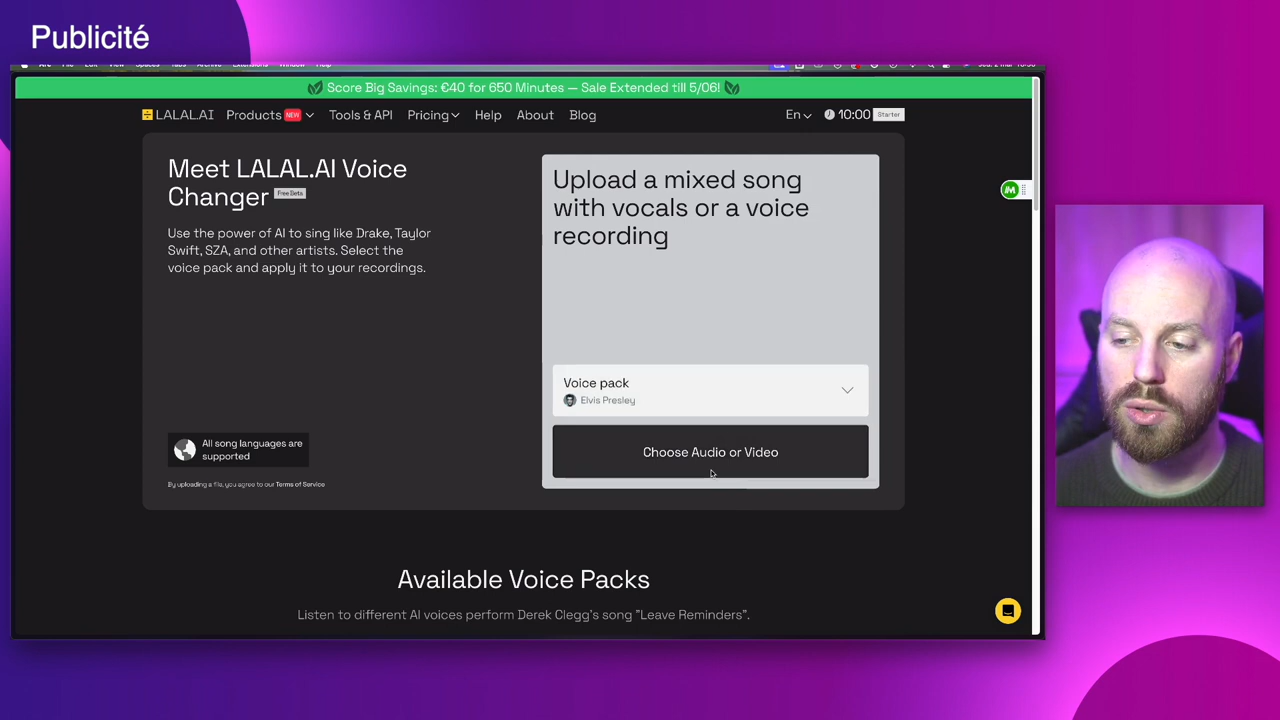 Publicité
Score Big Savings: €40 for 650 Minutes — Sale Extended till 5/06!
LALAL.AI Products NEW Tools & API Pricing Help About Blog En 10:00 Starter
Meet LALAL.AI Voice
Changer Free Beta
Use the power of AI to sing like Drake, Taylor
Swift, SZA, and other artists. Select the
voice pack and apply it to your recordings.
All song languages are
supported
By uploading a file, you agree to our Terms of Service
Upload a mixed song
with vocals or a voice
recording
Voice pack
Elvis Presley
Choose Audio or Video
Available Voice Packs
Listen to different AI voices perform Derek Clegg's song "Leave Reminders".